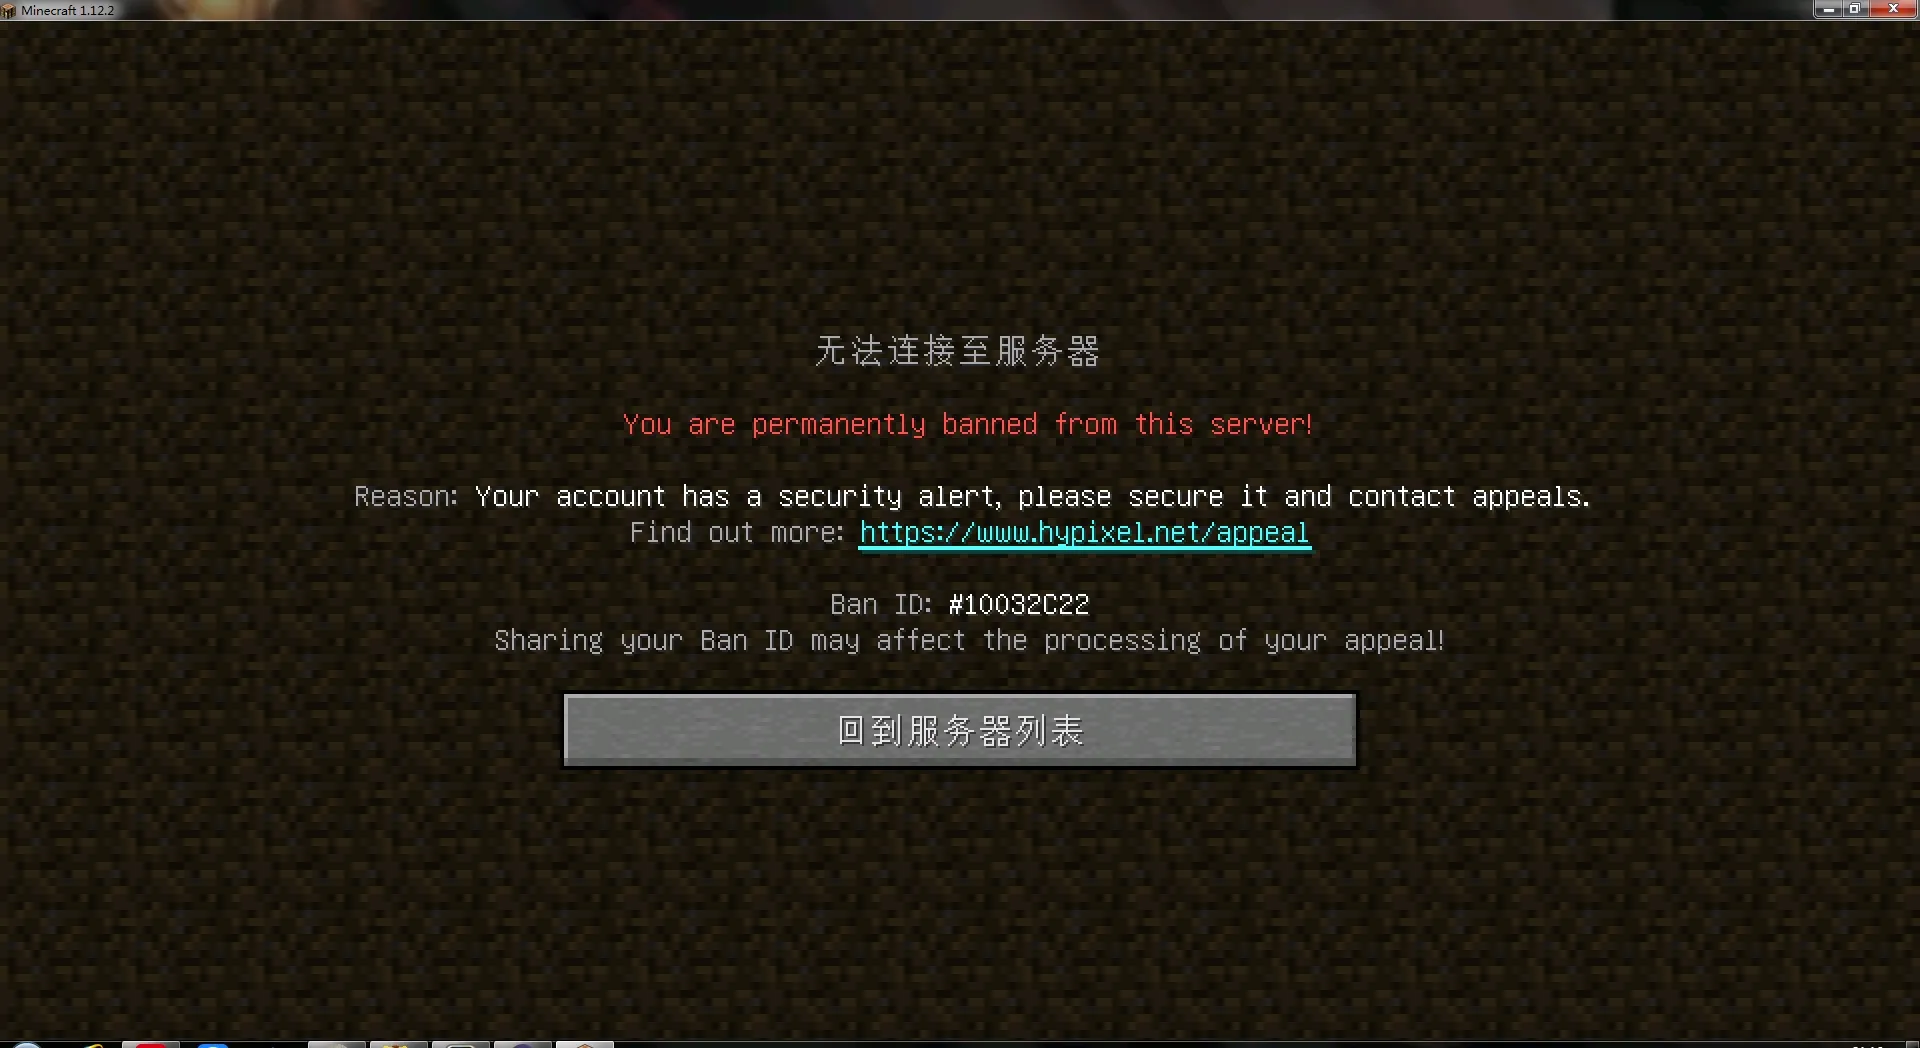 Minecraft 1.12.2
无法连接至服务器
You are permanently banned from this server!
Reason: Your account has a security alert, please secure it and contact appeals.
Find out more: https://www.hypixel.net/appeal
Ban ID: #10032C22
Sharing your Ban ID may affect the processing of your appeal!
回到服务器列表